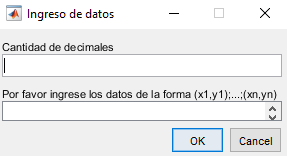 Ingreso de datos
Cantidad de decimales
Por favor ingrese los datos de la forma (x1,y1);...;(xn,yn)
OK Cancel